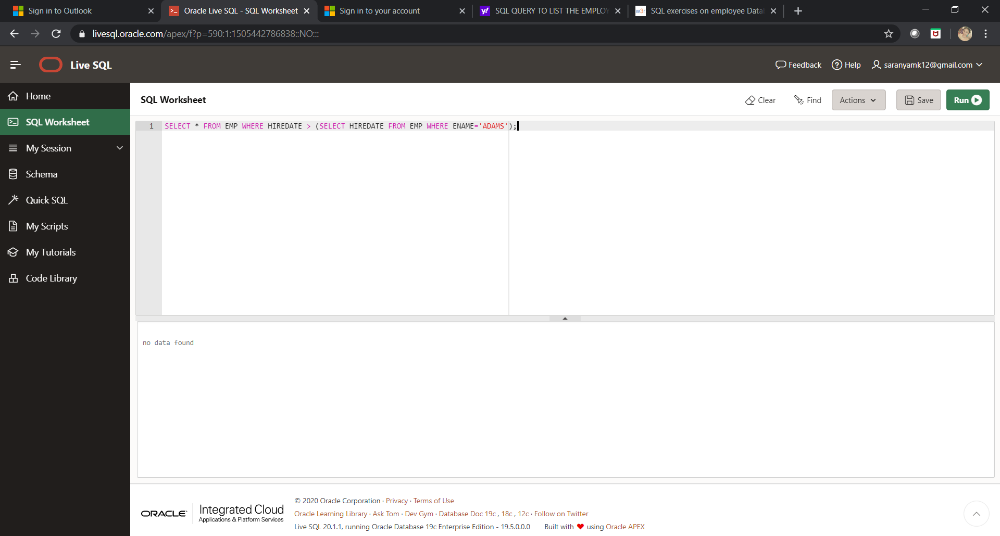 Sign in to Outlook
Oracle Live SQL - SQL Worksheet
Sign in to your account
SQL QUERY TO LIST THE EMPLOY
SQL exercises on employee Datal
livesql.oracle.com/apex/f?p=590:1:1505442786838::NO:::
Live SQL
Feedback
Help
saranyamk12@gmail.com
Home
SQL Worksheet
My Session
Schema
Quick SQL
My Scripts
My Tutorials
Code Library
SQL Worksheet
Clear
Find
Actions
Save
Run
1 SELECT * FROM EMP WHERE HIREDATE > (SELECT HIREDATE FROM EMP WHERE ENAME='ADAMS');
no data found
ORACLE Integrated Cloud
Applications & Platform Services
© 2020 Oracle Corporation · Privacy · Terms of Use
Oracle Learning Library · Ask Tom · Dev Gym · Database Doc 19c, 18c, 12c · Follow on Twitter
Live SQL 20.1.1, running Oracle Database 19c Enterprise Edition - 19.5.0.0.0 Built with ♥ using Oracle APEX